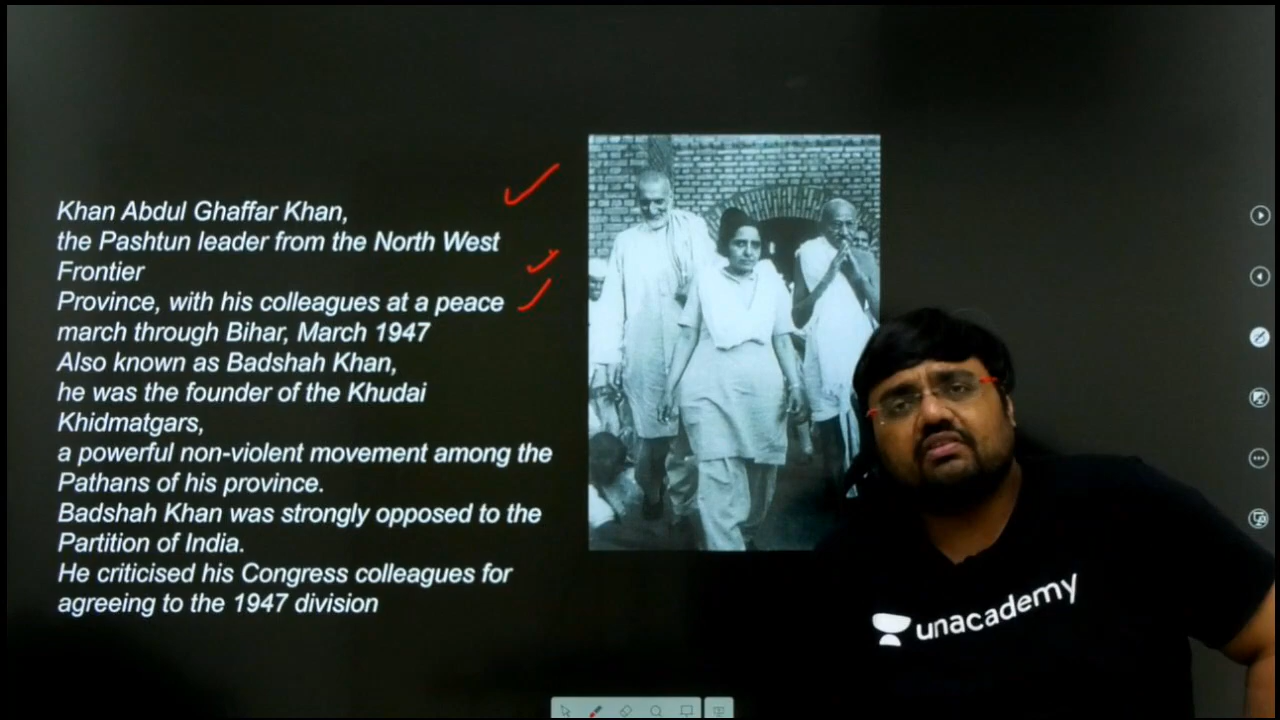 Khan Abdul Ghaffar Khan,
the Pashtun leader from the North West
Frontier
Province, with his colleagues at a peace
march through Bihar, March 1947
Also known as Badshah Khan,
he was the founder of the Khudai
Khidmatgars,
a powerful non-violent movement among the
Pathans of his province.
Badshah Khan was strongly opposed to the
Partition of India.
He criticised his Congress colleagues for
agreeing to the 1947 division
unacademy